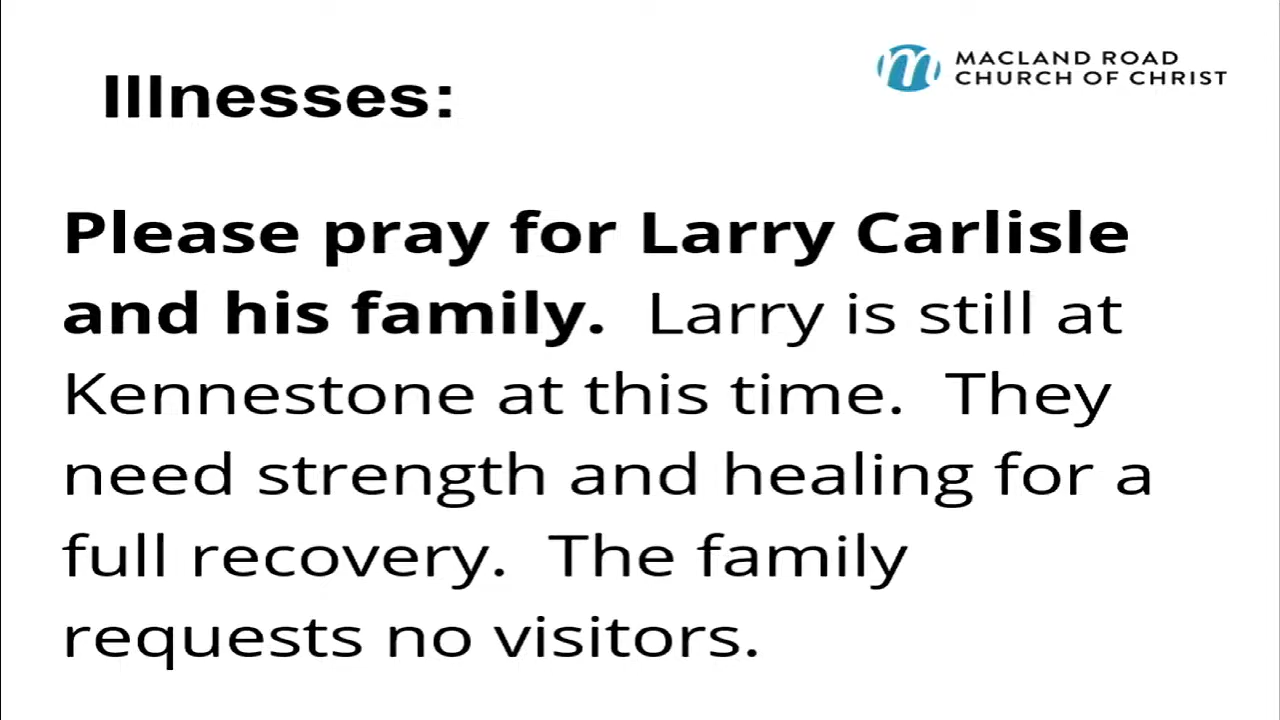 MACLAND ROAD
CHURCH OF CHRIST
Illnesses:
Please pray for Larry Carlisle
and his family. Larry is still at
Kennestone at this time. They
need strength and healing for a
full recovery. The family
requests no visitors.